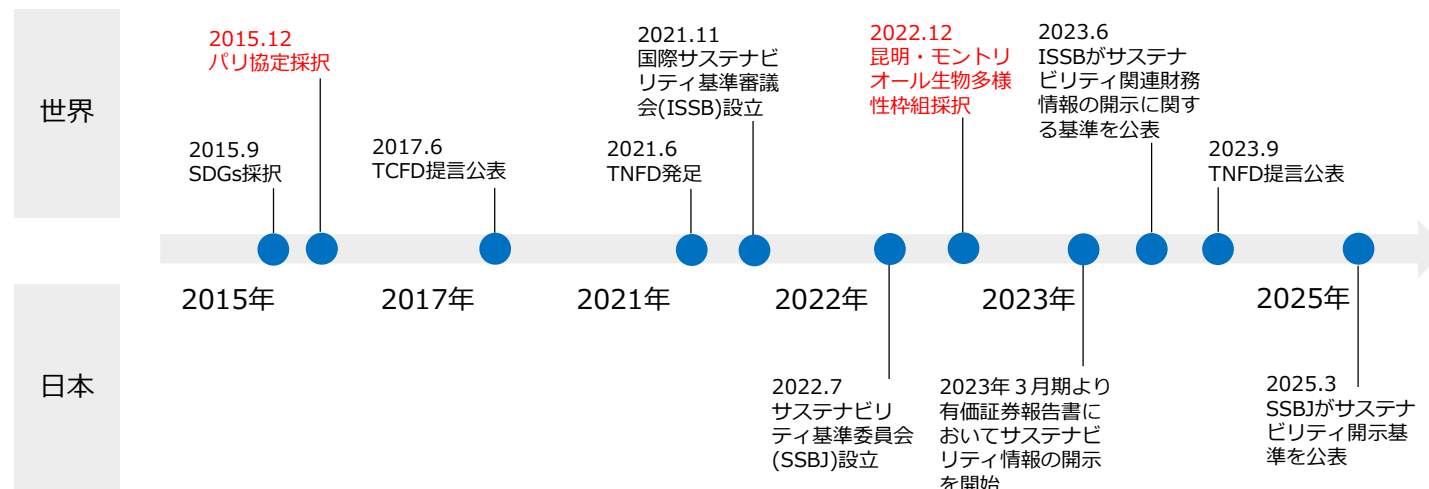 世界
2015.9
SDGs採択
2015.12
パリ協定採択
2017.6
TCFD提言公表
2021.6
TNFD発足
2021.11
国際サステナビ
リティ基準審議
会(ISSB)設立
2022.12
昆明・モントリ
オール生物多様
性枠組採択
2023.6
ISSBがサステナ
ビリティ関連財務
情報の開示に関す
る基準を公表
2023.9
TNFD提言公表
2015年
2017年
2021年
2022年
2023年
2025年
日本
2022.7
サステナビリ
ティ基準委員会
(SSBJ)設立
2023年３月期より
有価証券報告書に
おいてサステナビ
リティ情報の開示
を開始
2025.3
SSBJがサステナ
ビリティ開示基
準を公表